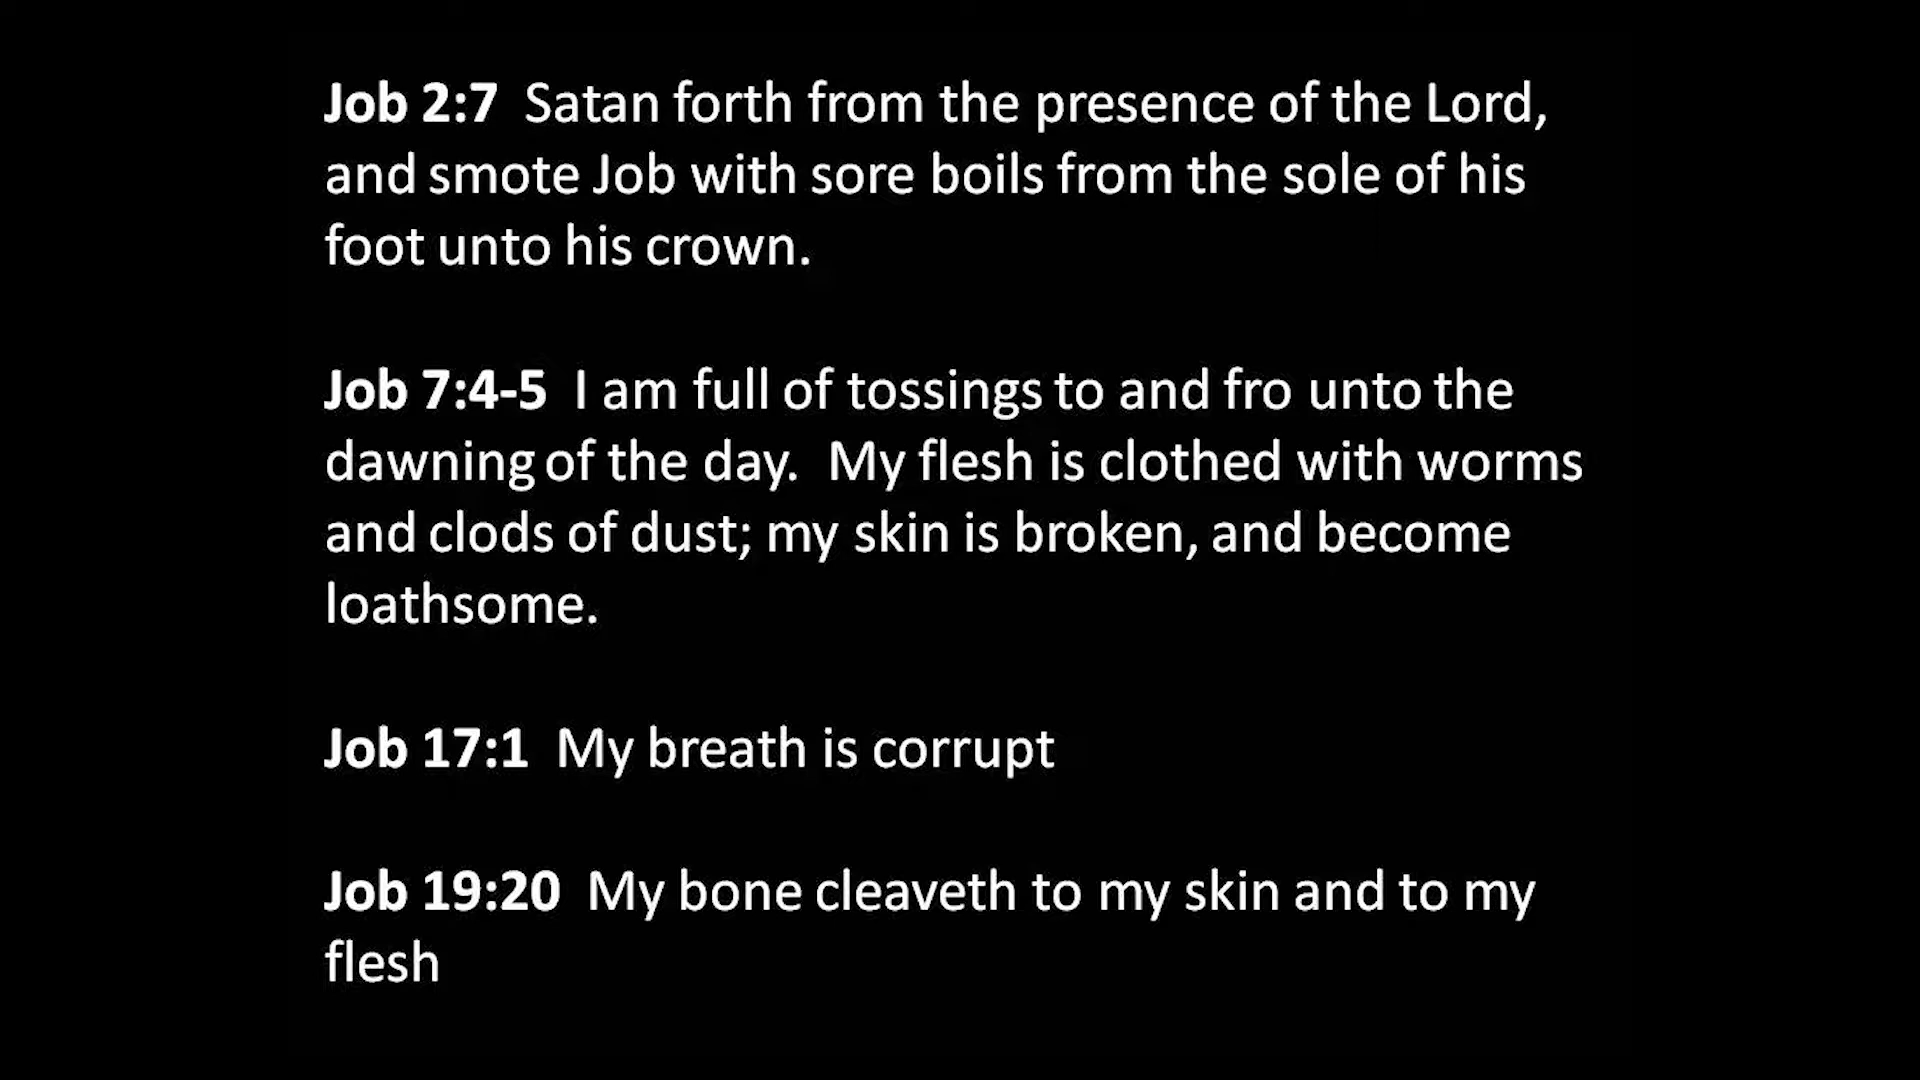 Job 2:7  Satan forth from the presence of the Lord,
and smote Job with sore boils from the sole of his
foot unto his crown.
Job 7:4-5  I am full of tossings to and fro unto the
dawning of the day.  My flesh is clothed with worms
and clods of dust; my skin is broken, and become
loathsome.
Job 17:1  My breath is corrupt
Job 19:20  My bone cleaveth to my skin and to my
flesh